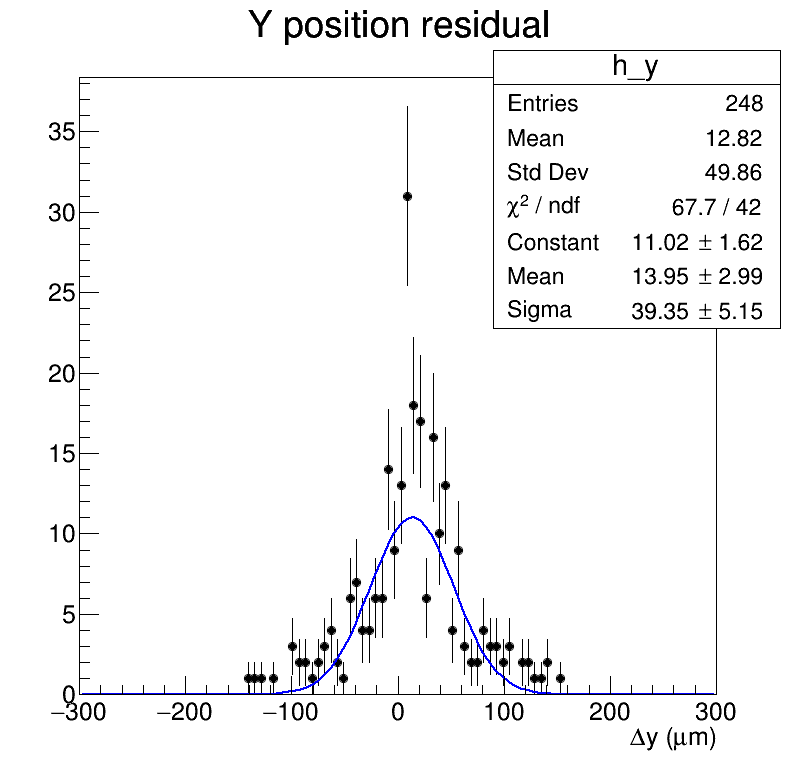 Y position residual
h_y
Entries 248
Mean 12.82
Std Dev 49.86
χ² / ndf 67.7 / 42
Constant 11.02 ± 1.62
Mean 13.95 ± 2.99
Sigma 39.35 ± 5.15
35
30
25
20
15
10
5
0
−300 −200 −100 0 100 200 300
Δy (μm)